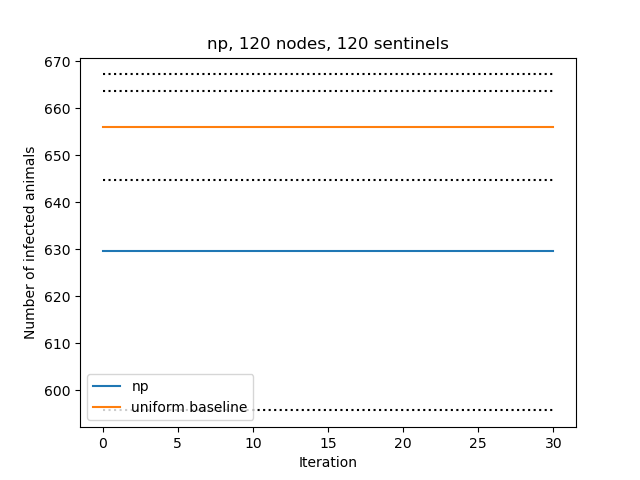 np, 120 nodes, 120 sentinels
670
660
650
640
630
620
610
600
Number of infected animals
np
uniform baseline
0 5 10 15 20 25 30
Iteration